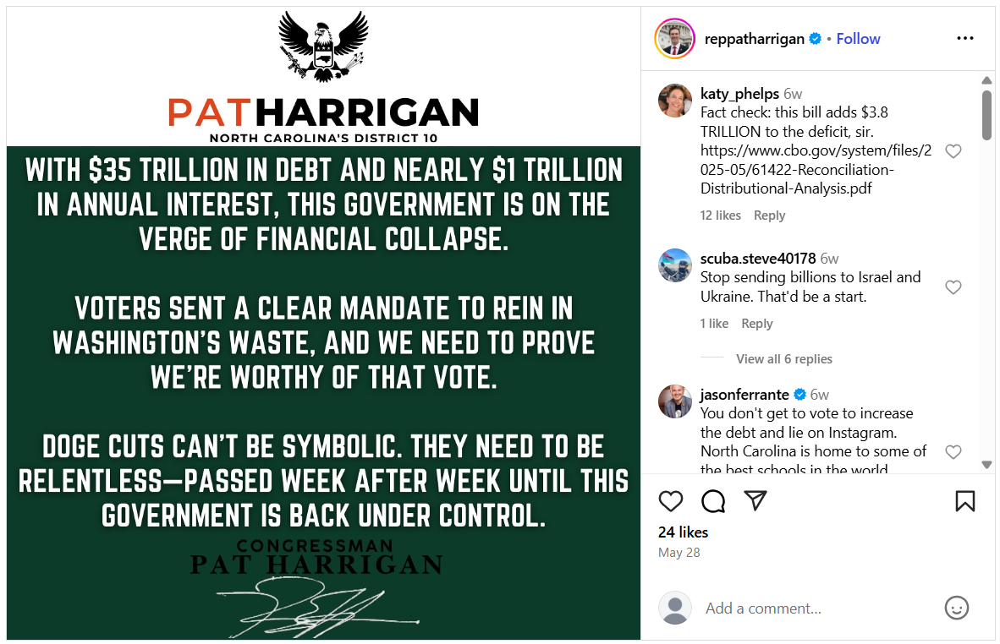 PATHARRIGAN
NORTH CAROLINA'S DISTRICT 10
WITH $35 TRILLION IN DEBT AND NEARLY $1 TRILLION
IN ANNUAL INTEREST, THIS GOVERNMENT IS ON THE
VERGE OF FINANCIAL COLLAPSE.
VOTERS SENT A CLEAR MANDATE TO REIN IN
WASHINGTON'S WASTE, AND WE NEED TO PROVE
WE'RE WORTHY OF THAT VOTE.
DOGE CUTS CAN'T BE SYMBOLIC. THEY NEED TO BE
RELENTLESS—PASSED WEEK AFTER WEEK UNTIL THIS
GOVERNMENT IS BACK UNDER CONTROL.
CONGRESSMAN
PAT HARRIGAN
reppatharrigan • Follow
katy_phelps 6w
Fact check: this bill adds $3.8
TRILLION to the deficit, sir.
https://www.cbo.gov/system/files/2
025-05/61422-Reconciliation-
Distributional-Analysis.pdf
12 likes Reply
scuba.steve40178 6w
Stop sending billions to Israel and
Ukraine. That'd be a start.
1 like Reply
View all 6 replies
jasonferrante 6w
You don't get to vote to increase
the debt and lie on Instagram.
North Carolina is home to some of
the best schools in the world
24 likes
May 28
Add a comment...